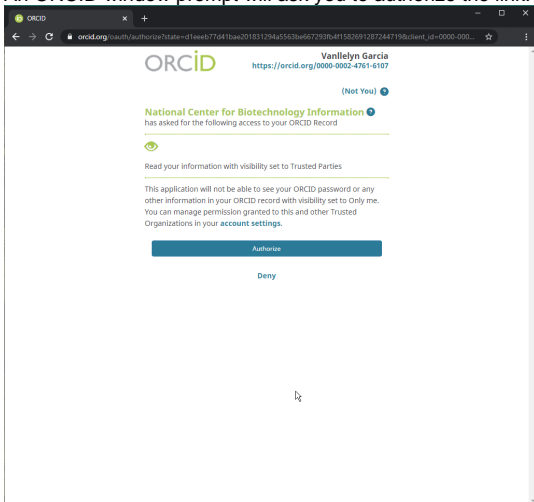 An ORCID window prompt will ask you to authorize the link.
ORCID
orcid.org/oauth/authorize?state=d1eeeb77d41bae201831294a5563be667293fb4f1582691287244719&client_id=0000-000...
ORCID
Vanllelyn Garcia
https://orcid.org/0000-0002-4761-6107
(Not You) ?
National Center for Biotechnology Information ?
has asked for the following access to your ORCID Record
Read your information with visibility set to Trusted Parties
This application will not be able to see your ORCID password or any
other information in your ORCID record with visibility set to Only me.
You can manage permission granted to this and other Trusted
Organizations in your account settings.
Authorize
Deny